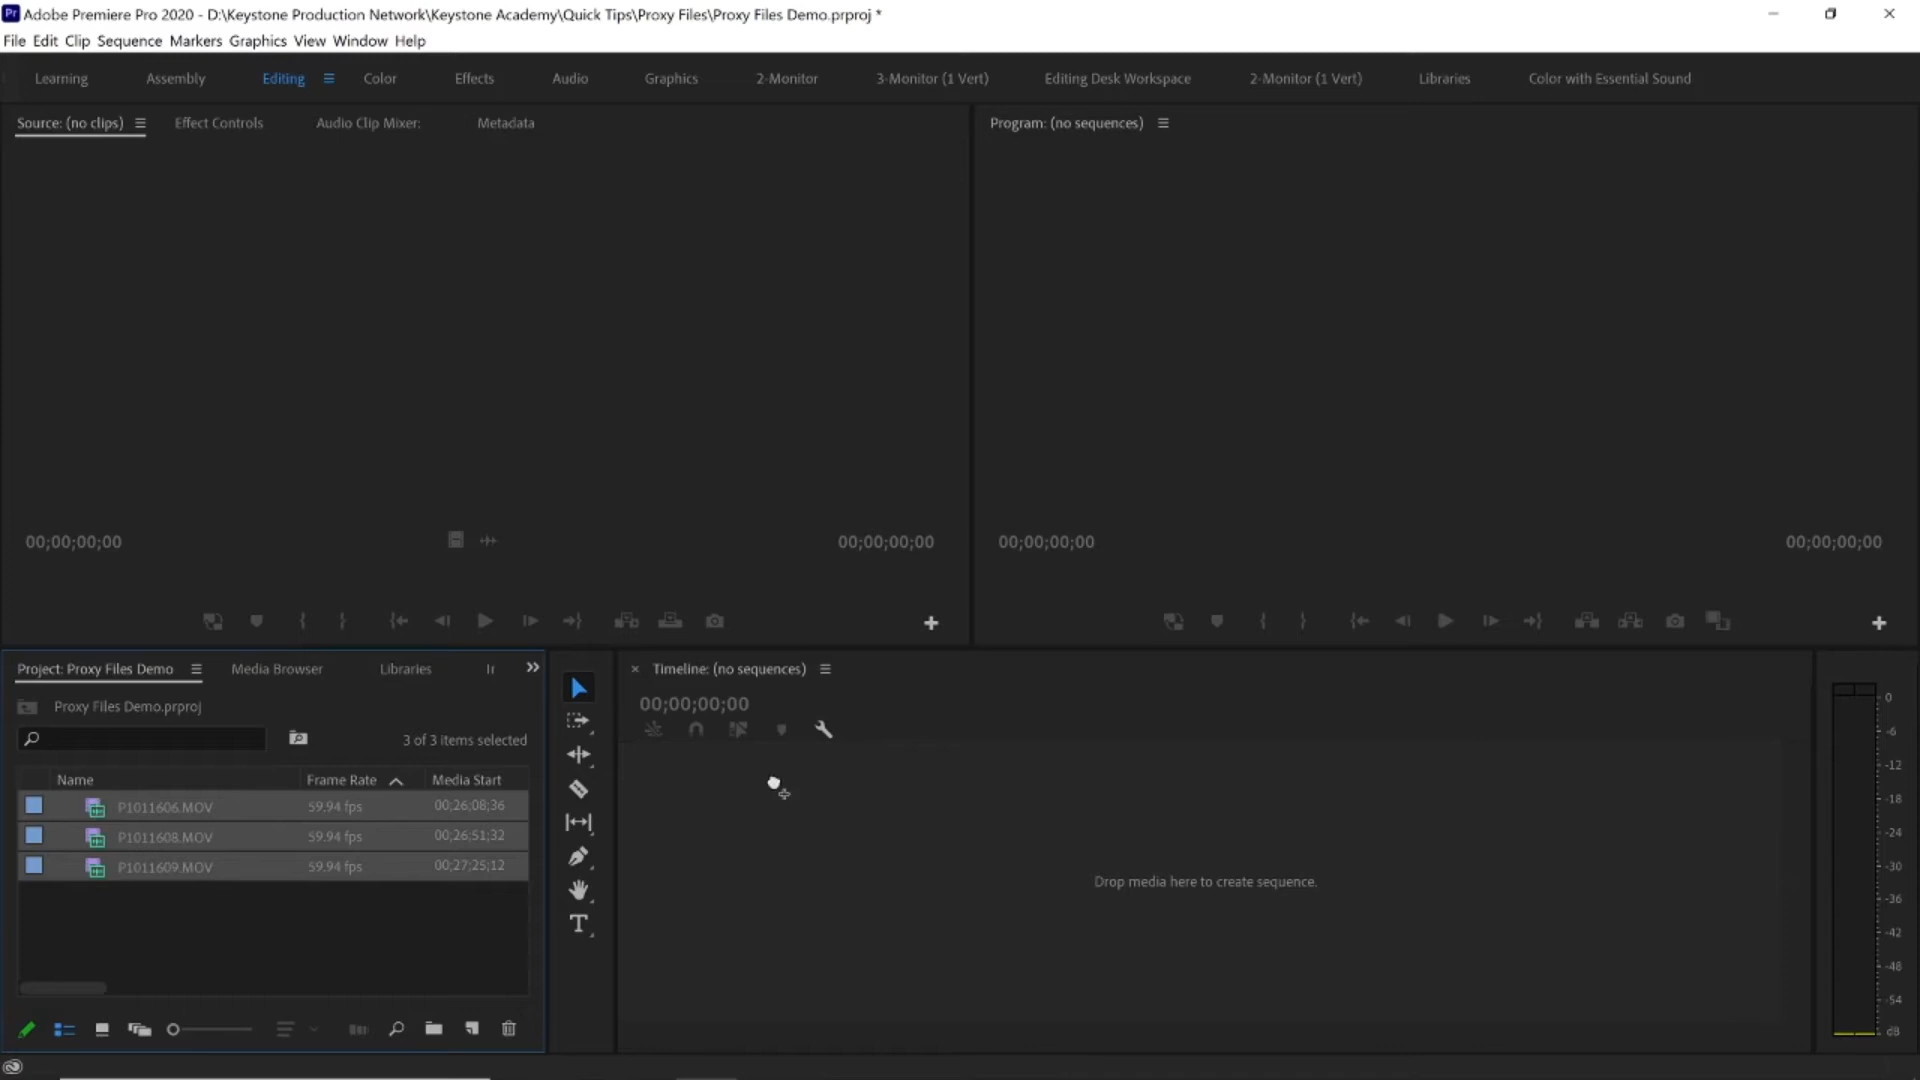 Pr Adobe Premiere Pro 2020 - D:\Keystone Production Network\Keystone Academy\Quick Tips\Proxy Files\Proxy Files Demo.prproj *
File Edit Clip Sequence Markers Graphics View Window Help
Learning Assembly Editing Color Effects Audio Graphics 2-Monitor 3-Monitor (1 Vert) Editing Desk Workspace 2-Monitor (1 Vert) Libraries Color with Essential Sound
Source: (no clips) Effect Controls Audio Clip Mixer: Metadata
Program: (no sequences)
00;00;00;00 00;00;00;00
00;00;00;00 00;00;00;00
Project: Proxy Files Demo Media Browser Libraries Ir
Proxy Files Demo.prproj
3 of 3 items selected
Name Frame Rate Media Start
P1011606.MOV 59.94 fps 00;26;08;36
P1011608.MOV 59.94 fps 00;26;51;32
P1011609.MOV 59.94 fps 00;27;25;12
T
Timeline: (no sequences)
00;00;00;00
Drop media here to create sequence.
0
-6
-12
-18
-24
-30
-36
-42
-48
-54
dB